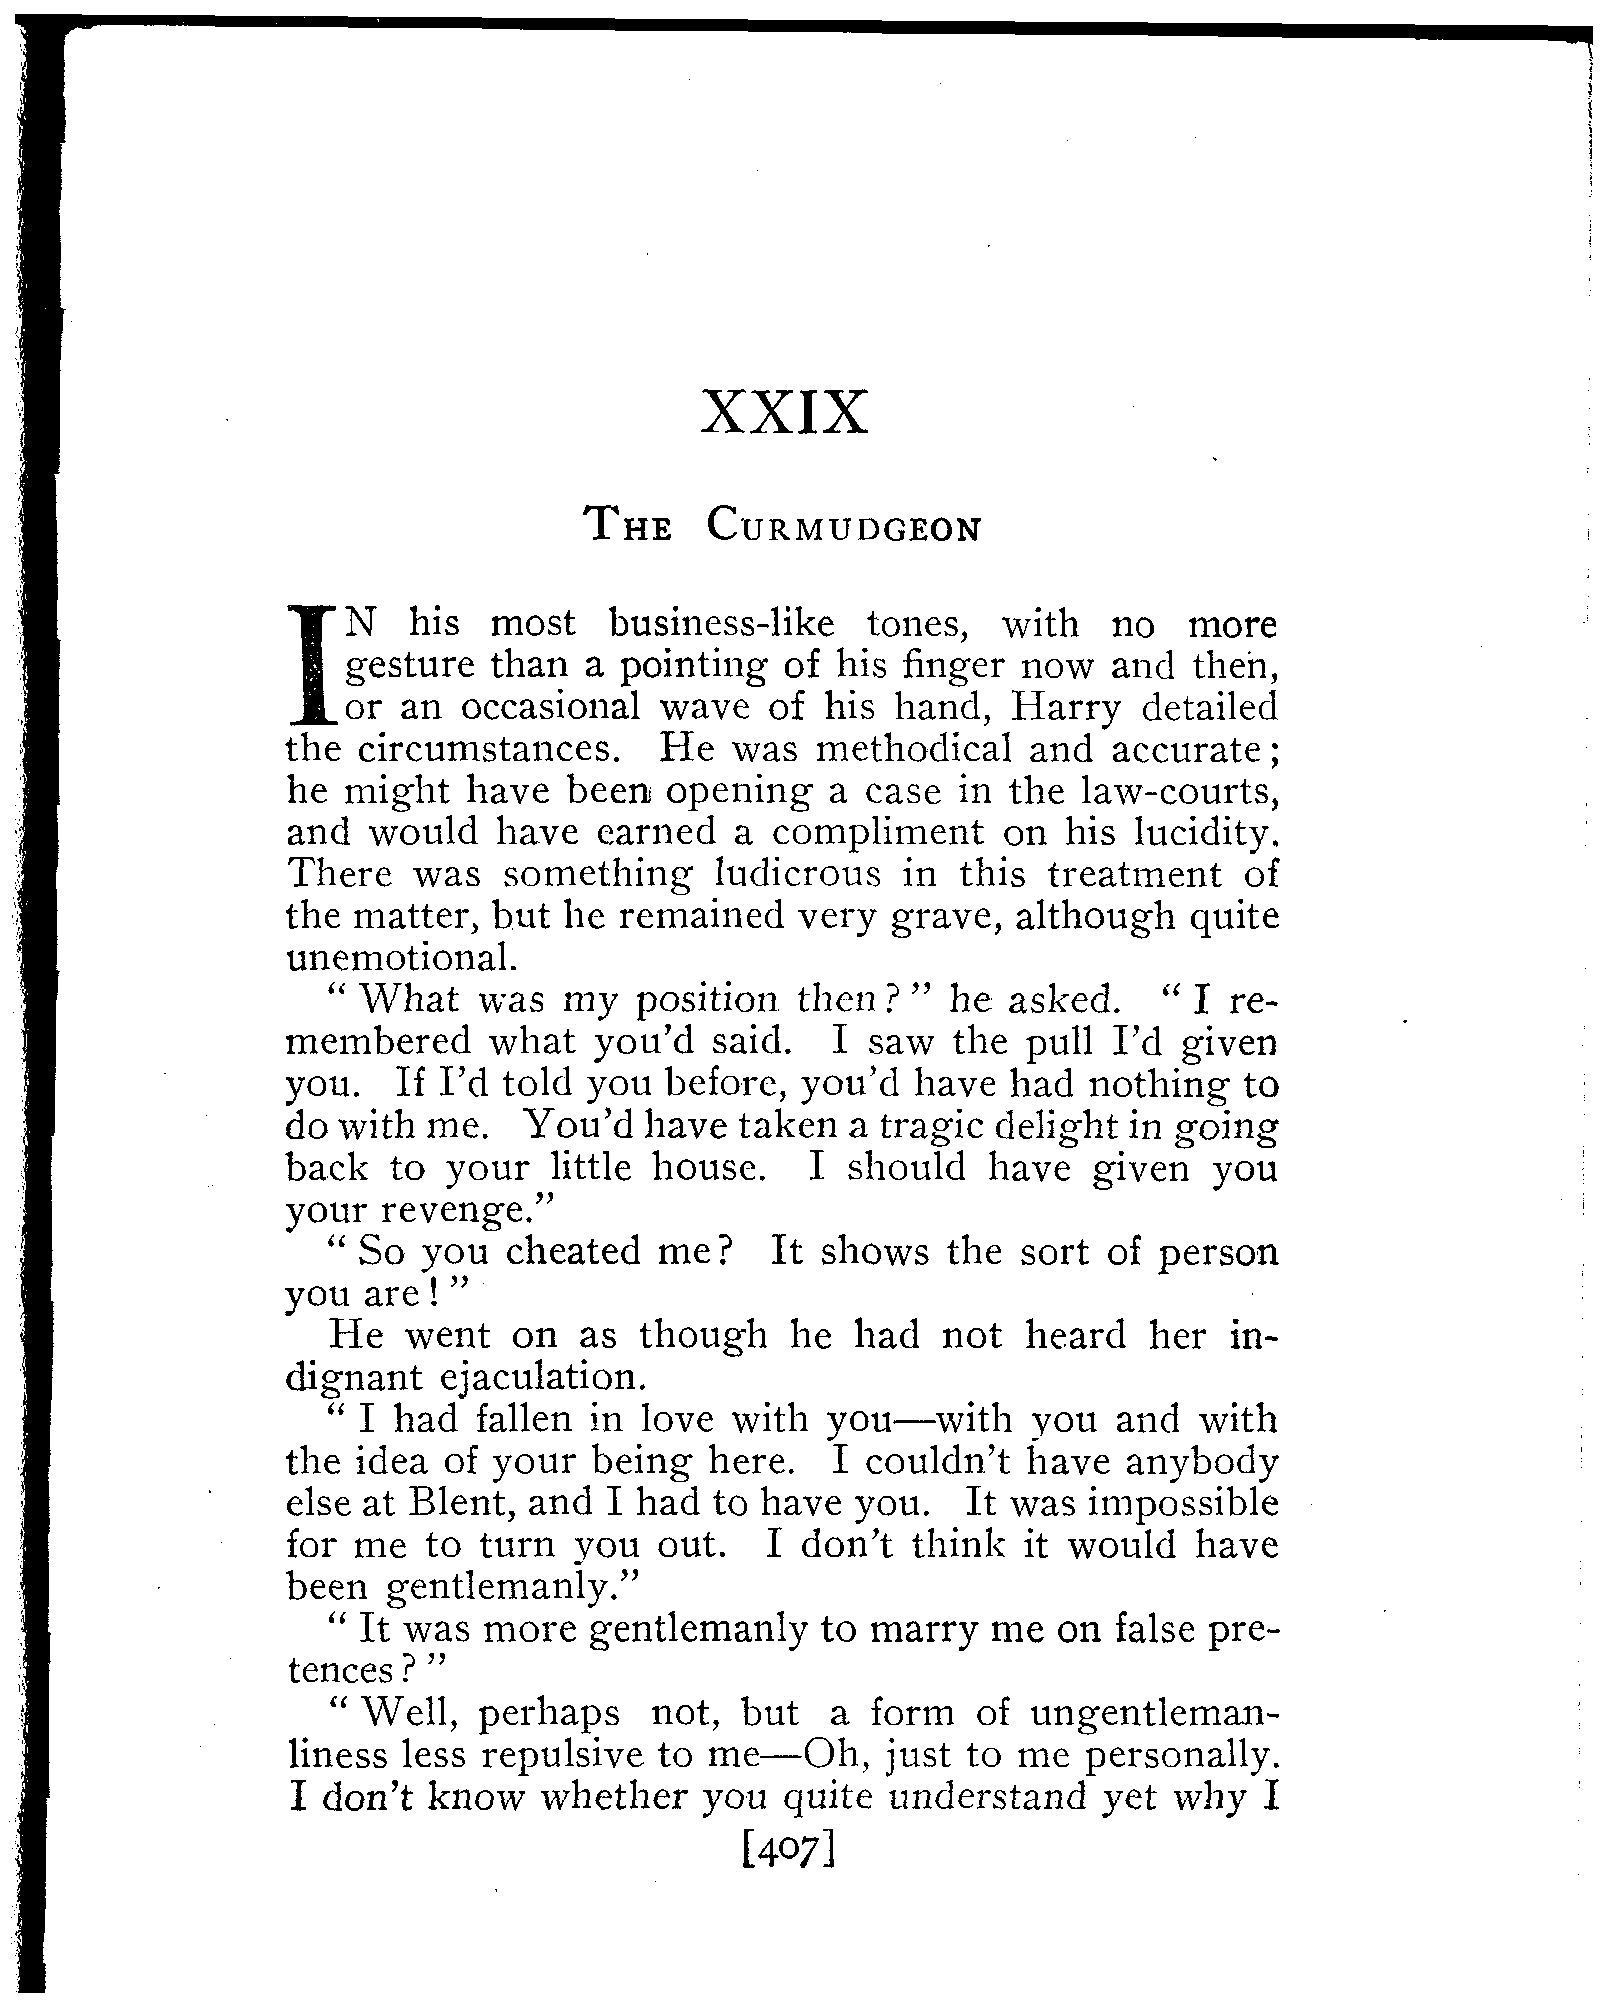 XXIX
The Curmudgeon
IN his most business-like tones, with no more
gesture than a pointing of his finger now and then,
or an occasional wave of his hand, Harry detailed
the circumstances. He was methodical and accurate;
he might have been opening a case in the law-courts,
and would have earned a compliment on his lucidity.
There was something ludicrous in this treatment of
the matter, but he remained very grave, although quite
unemotional.
“ What was my position then? ” he asked. “ I re-
membered what you’d said. I saw the pull I’d given
you. If I’d told you before, you’d have had nothing to
do with me. You’d have taken a tragic delight in going
back to your little house. I should have given you
your revenge.”
“ So you cheated me? It shows the sort of person
you are! ”
He went on as though he had not heard her in-
dignant ejaculation.
“ I had fallen in love with you—with you and with
the idea of your being here. I couldn’t have anybody
else at Blent, and I had to have you. It was impossible
for me to turn you out. I don’t think it would have
been gentlemanly.”
“ It was more gentlemanly to marry me on false pre-
tences? ”
“ Well, perhaps not, but a form of ungentleman-
liness less repulsive to me—Oh, just to me personally.
I don’t know whether you quite understand yet why I
[407]